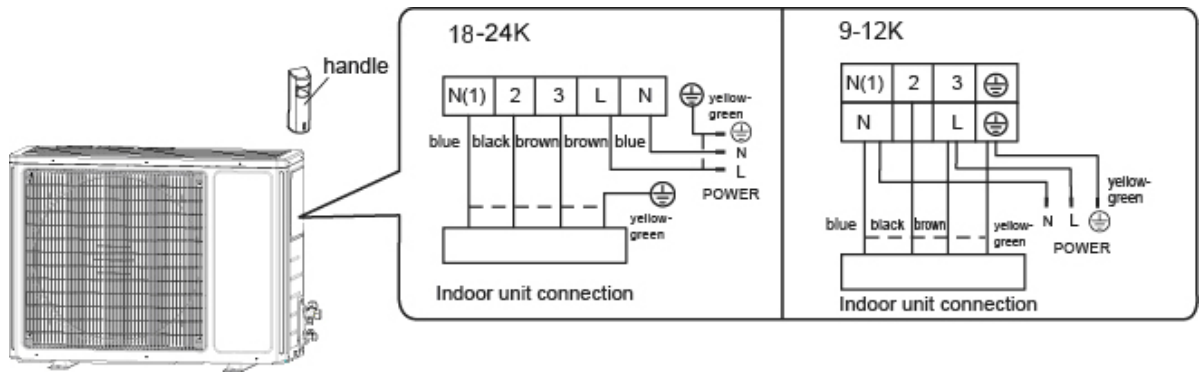 handle
18-24K
N(1) 2 3 L N
yellow-
green
blue black brown brown blue
N
L
POWER
yellow-
green
Indoor unit connection
9-12K
N(1) 2 3
N L
yellow-
green
blue black brown yellow-
green
N L
POWER
Indoor unit connection